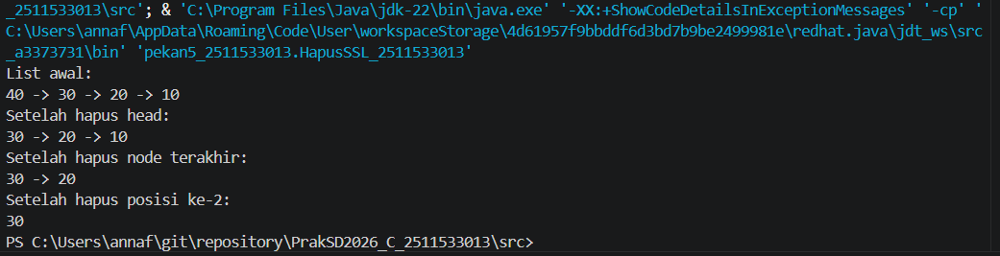 _2511533013\src'; & 'C:\Program Files\Java\jdk-22\bin\java.exe' '-XX:+ShowCodeDetailsInExceptionMessages' '-cp' '
C:\Users\annaf\AppData\Roaming\Code\User\workspaceStorage\4d61957f9bbddf6d3bd7b9be2499981e\redhat.java\jdt_ws\src
_a3373731\bin' 'pekan5_2511533013.HapusSSL_2511533013'
List awal:
40 -> 30 -> 20 -> 10
Setelah hapus head:
30 -> 20 -> 10
Setelah hapus node terakhir:
30 -> 20
Setelah hapus posisi ke-2:
30
PS C:\Users\annaf\git\repository\PrakSD2026_C_2511533013\src>